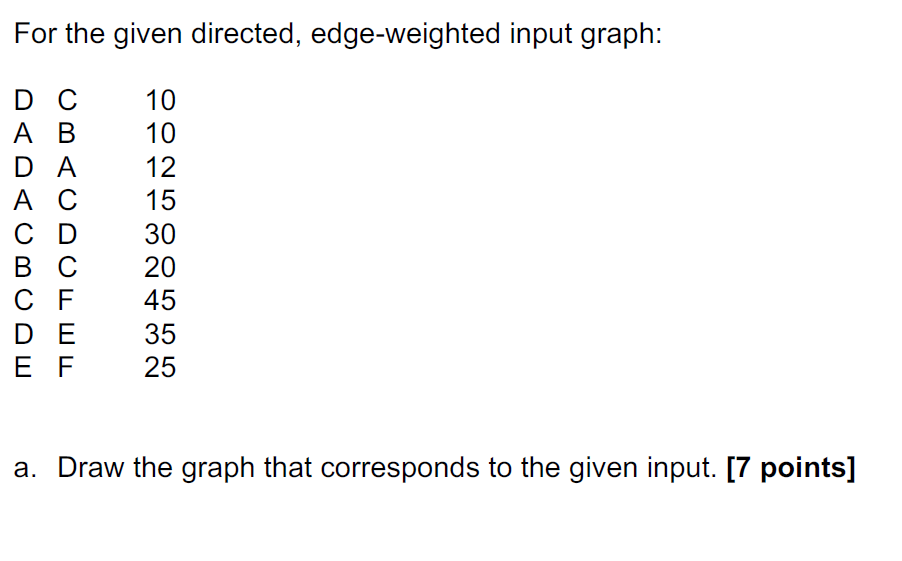 For the given directed, edge-weighted input graph:
D C 10
A B 10
D A 12
A C 15
C D 30
B C 20
C F 45
D E 35
E F 25
a. Draw the graph that corresponds to the given input. [7 points]